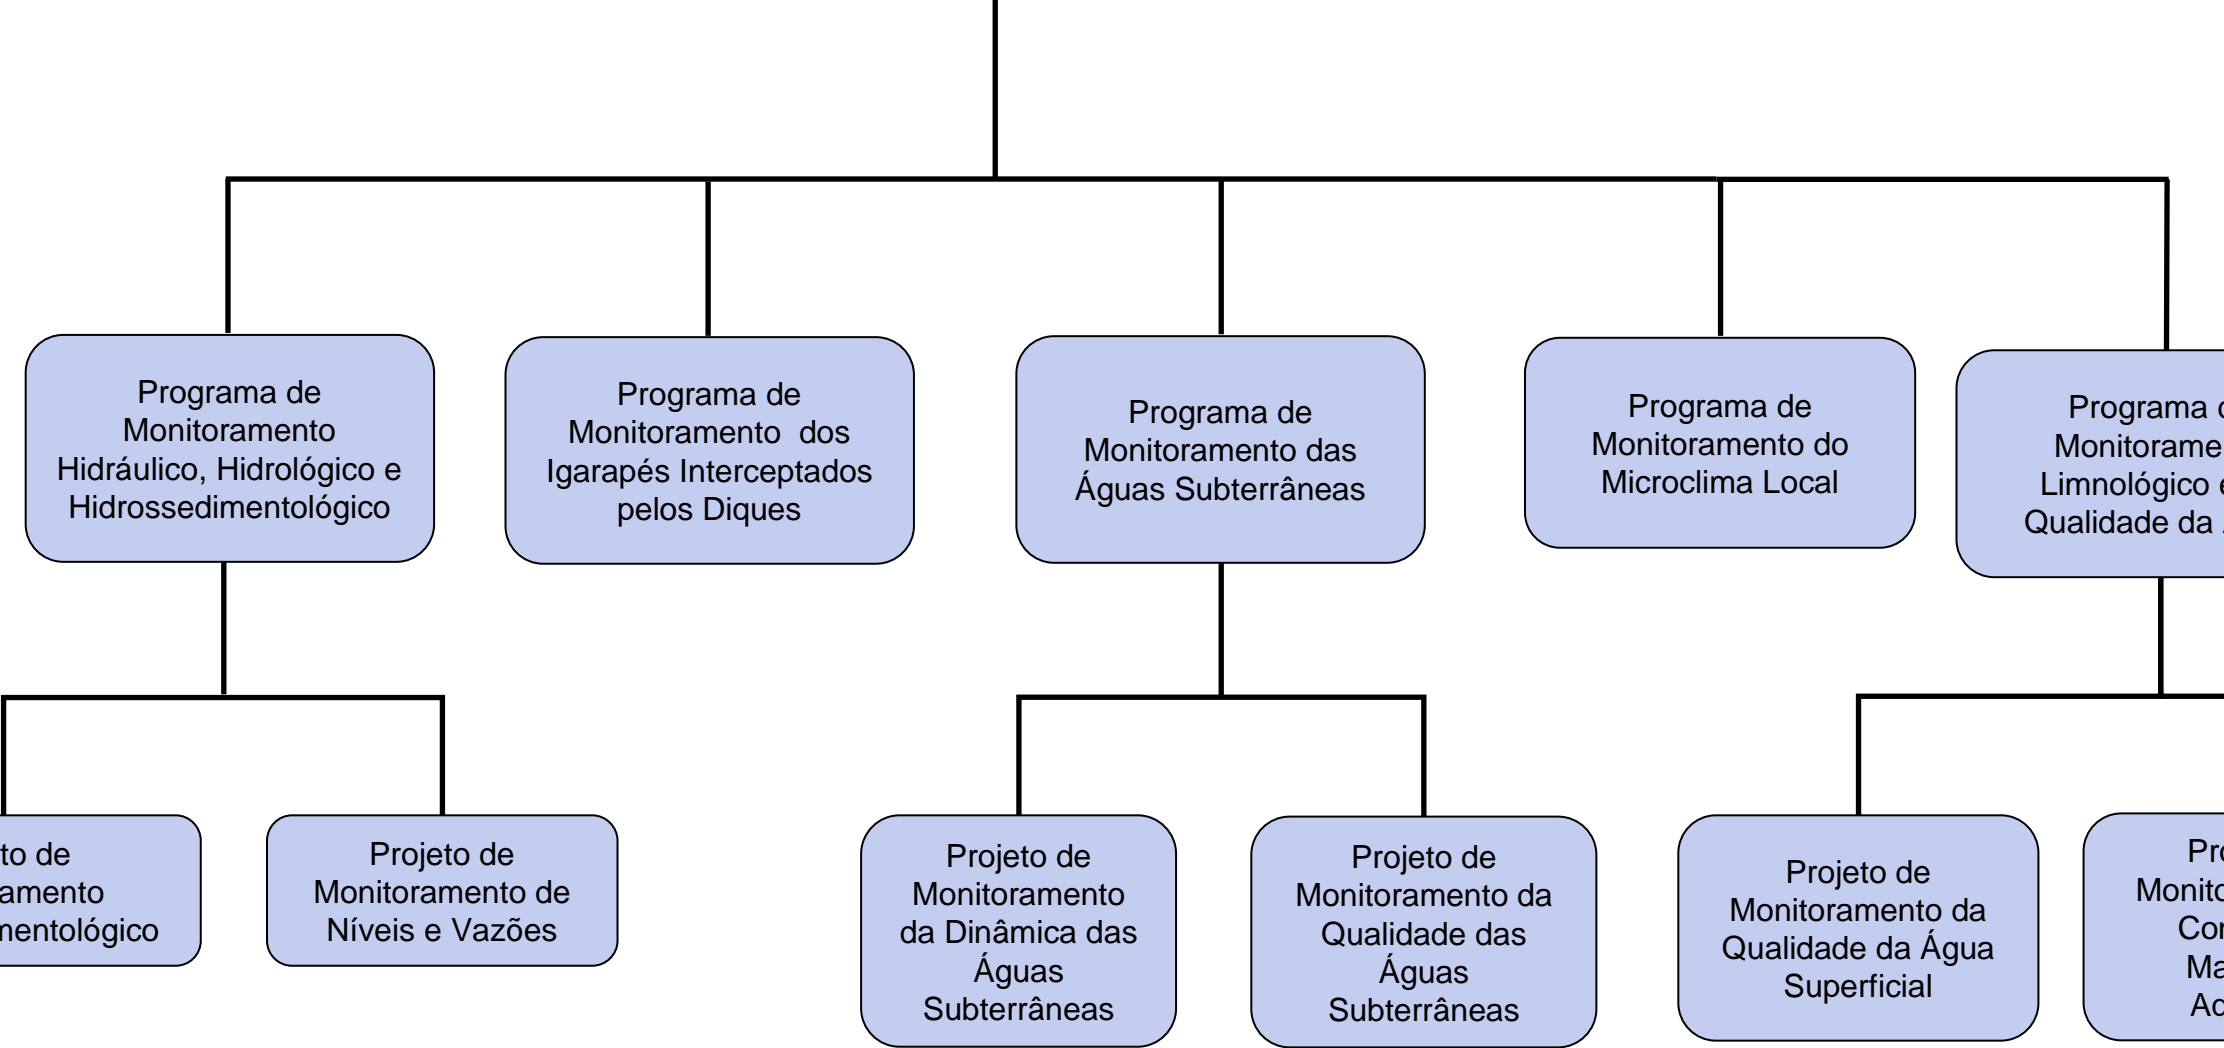 Programa de
Monitoramento
Hidráulico, Hidrológico e
Hidrossedimentológico
Programa de
Monitoramento dos
Igarapés Interceptados
pelos Diques
Programa de
Monitoramento das
Águas Subterrâneas
Programa de
Monitoramento do
Microclima Local
Programa
Limnológico
Qualidade da
de
Projeto de
Monitoramento de
Níveis e Vazões
Projeto de
Monitoramento
da Dinâmica das
Águas
Subterrâneas
Projeto de
Monitoramento da
Qualidade das
Águas
Subterrâneas
Projeto de
Monitoramento da
Qualidade da Água
Superficial